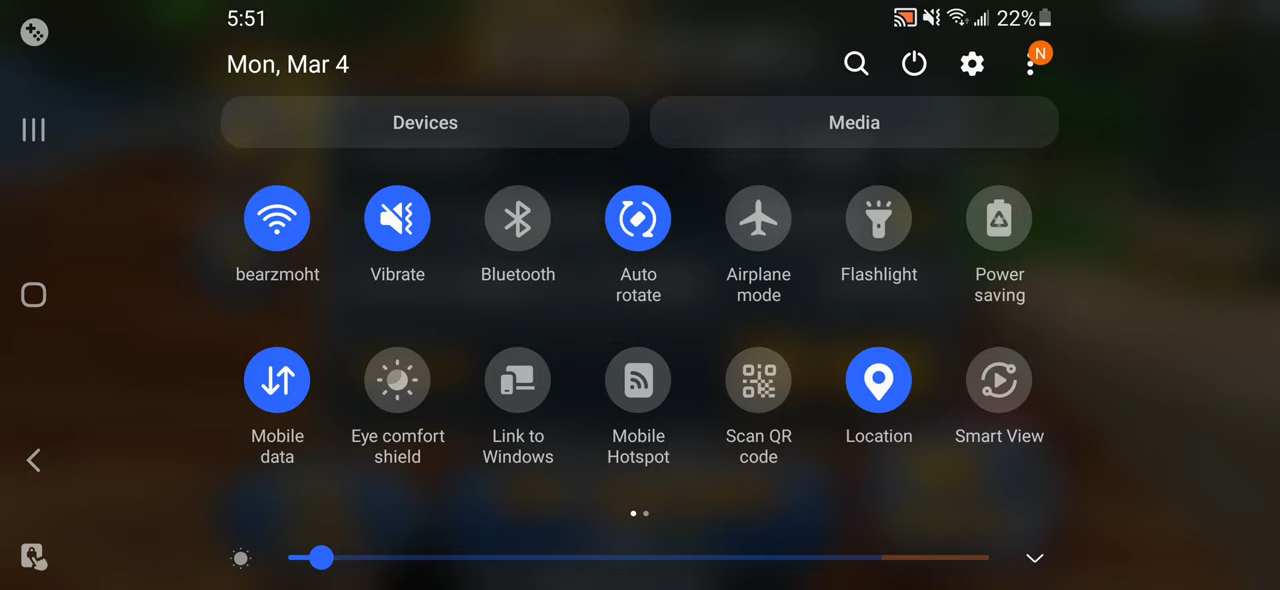 5:51
22%
Mon, Mar 4
N
Devices
Media
bearzmoht
Vibrate
Bluetooth
Auto
rotate
Airplane
mode
Flashlight
Power
saving
Mobile
data
Eye comfort
shield
Link to
Windows
Mobile
Hotspot
Scan QR
code
Location
Smart View